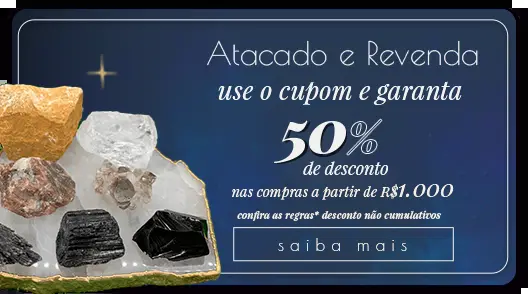 Atacado e Revenda
use o cupom e garanta
50%
de desconto
nas compras a partir de R$1.000
confira as regras* desconto não cumulativos
saiba mais